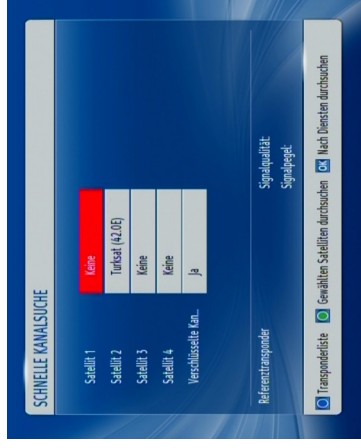 SCHNELLE KANALSUCHE
Satellit 1 Keine
Satellit 2 Turksat (42.0E)
Satellit 3 Keine
Satellit 4 Keine
Verschlüsselte Kan... Ja
Referenztransponder
Signalqualität:
Signalpegel:
Transponderliste Gewählten Satelliten durchsuchen OK Nach Diensten durchsuchen